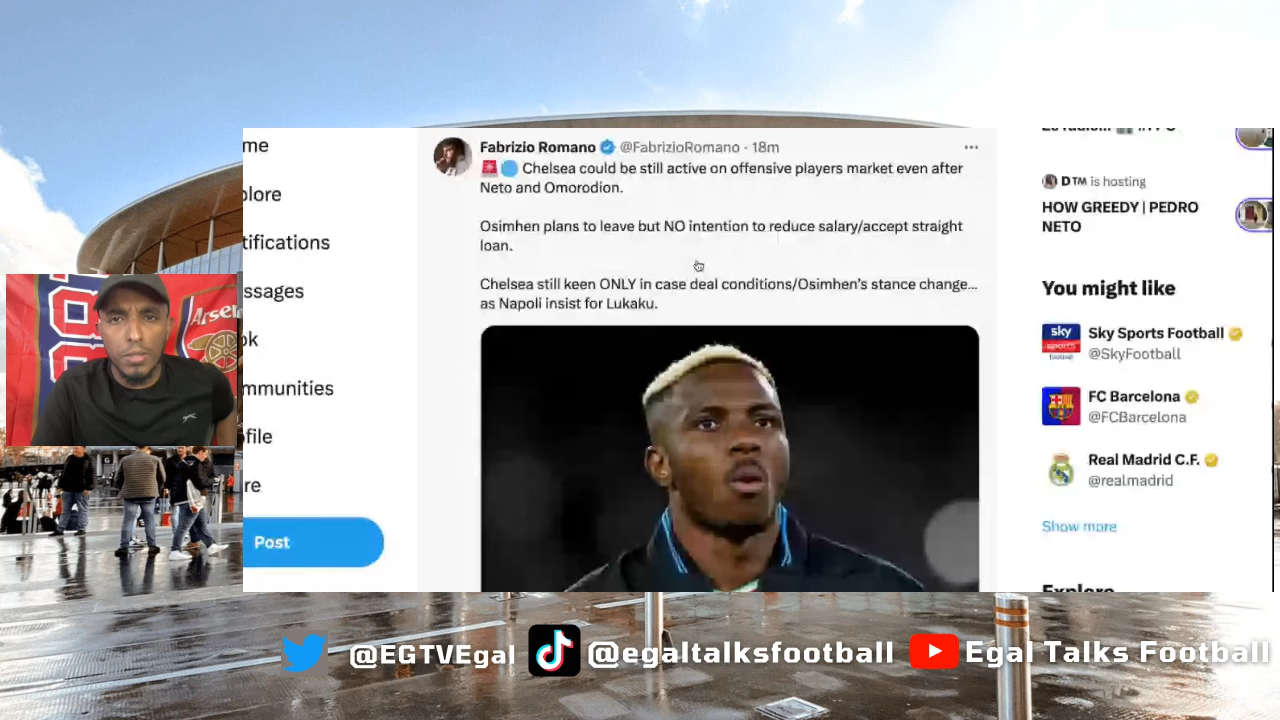 me
plore
tifications
ssages
ok
mmunities
ofile
re
Post
Fabrizio Romano @FabrizioRomano · 18m
🚨🔵 Chelsea could be still active on offensive players market even after
Neto and Omorodion.
Osimhen plans to leave but NO intention to reduce salary/accept straight
loan.
Chelsea still keen ONLY in case deal conditions/Osimhen's stance change...
as Napoli insist for Lukaku.
D™ is hosting
HOW GREEDY | PEDRO
NETO
You might like
Sky Sports Football
@SkyFootball
FC Barcelona
@FCBarcelona
Real Madrid C.F.
@realmadrid
Show more
Explore
sky
sports
Arsen
@EGTVEgal
@egaltalksfootball
Egal Talks Football